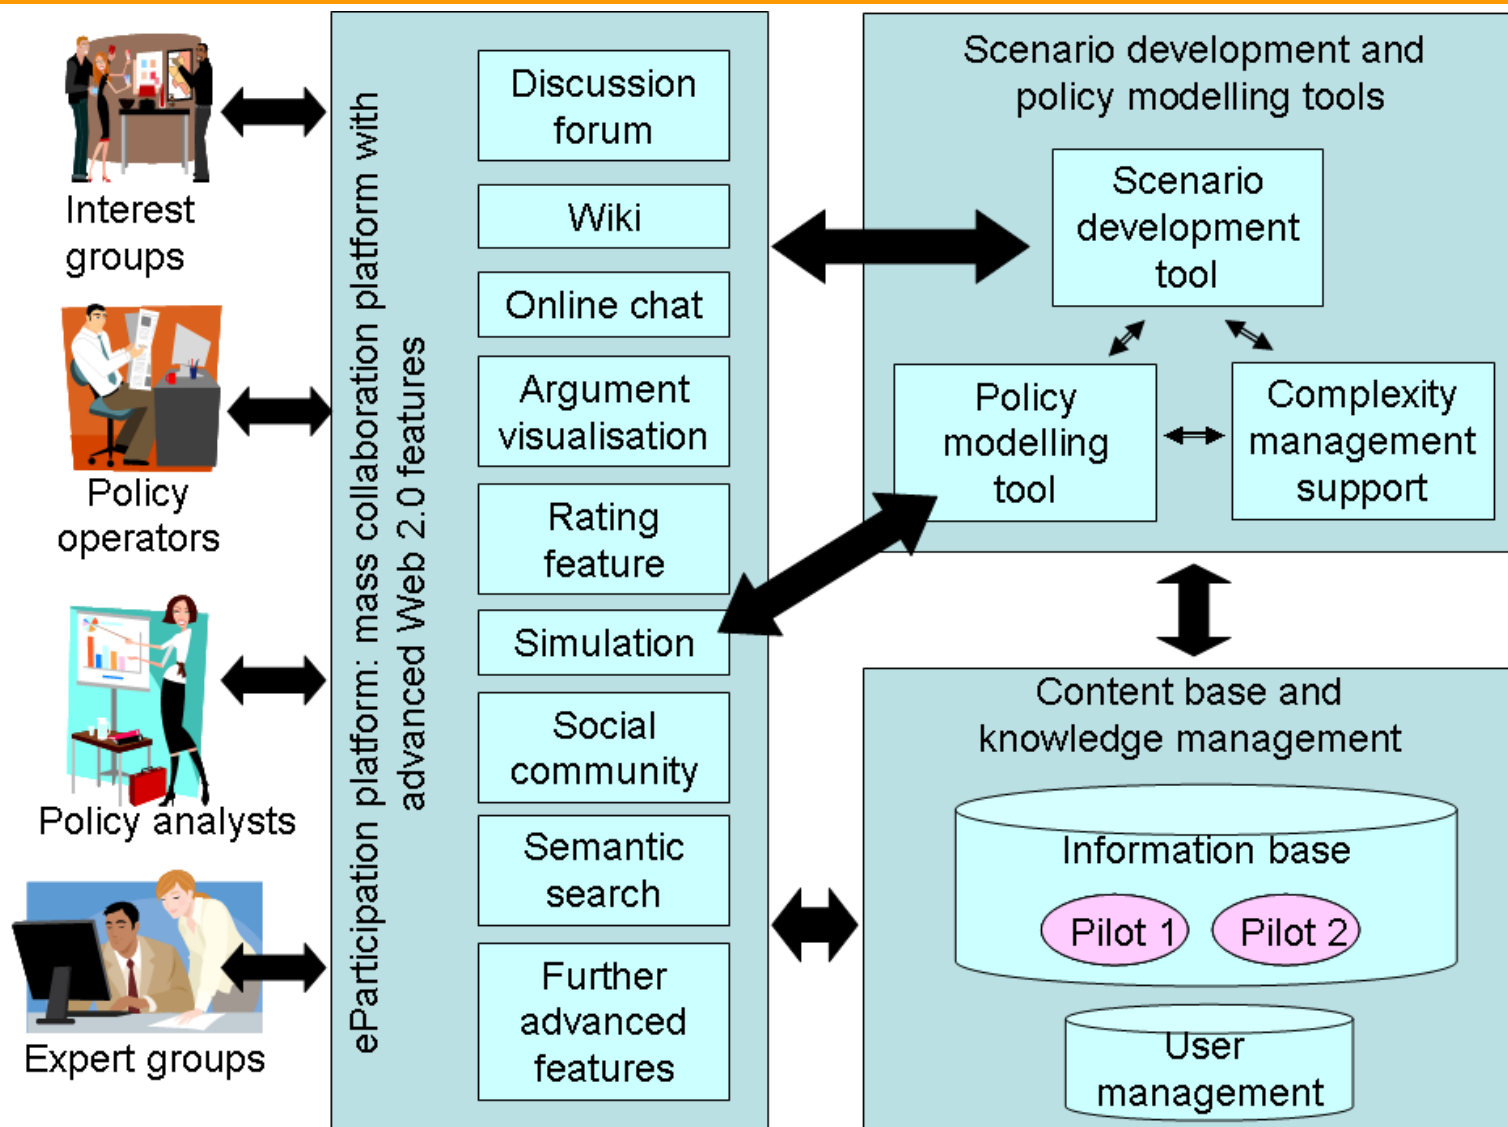 Interest
groups
Policy
operators
Policy analysts
Expert groups
eParticipation platform: mass collaboration platform with
advanced Web 2.0 features
Discussion
forum
Wiki
Online chat
Argument
visualisation
Rating
feature
Simulation
Social
community
Semantic
search
Further
advanced
features
Scenario development and
policy modelling tools
Scenario
development
tool
Policy
modelling
tool
Complexity
management
support
Content base and
knowledge management
Information base
Pilot 1
Pilot 2
User
management